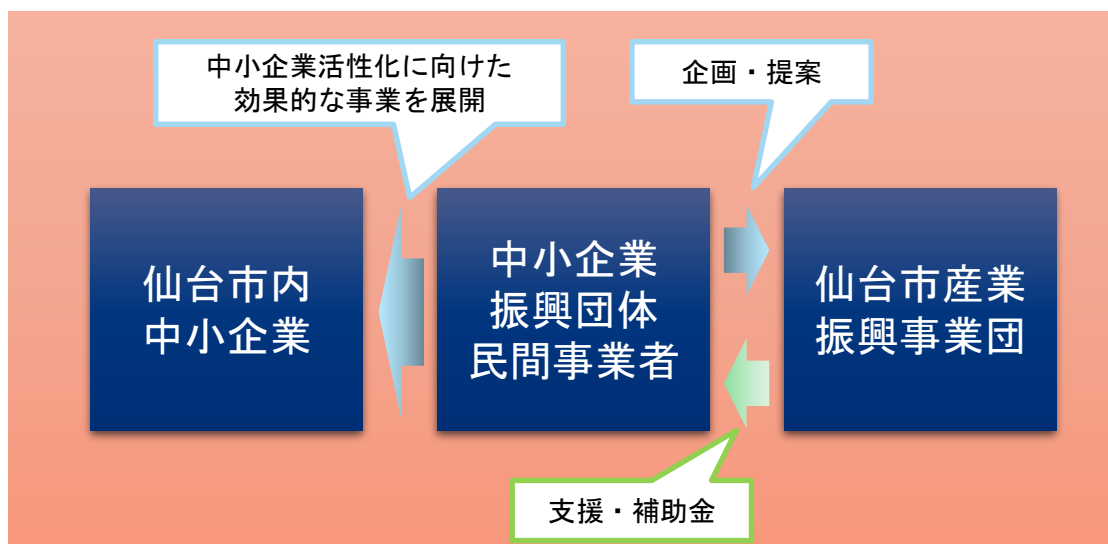 中小企業活性化に向けた
効果的な事業を展開
企画・提案
仙台市内
中小企業
中小企業
振興団体
民間事業者
仙台市産業
振興事業団
支援・補助金